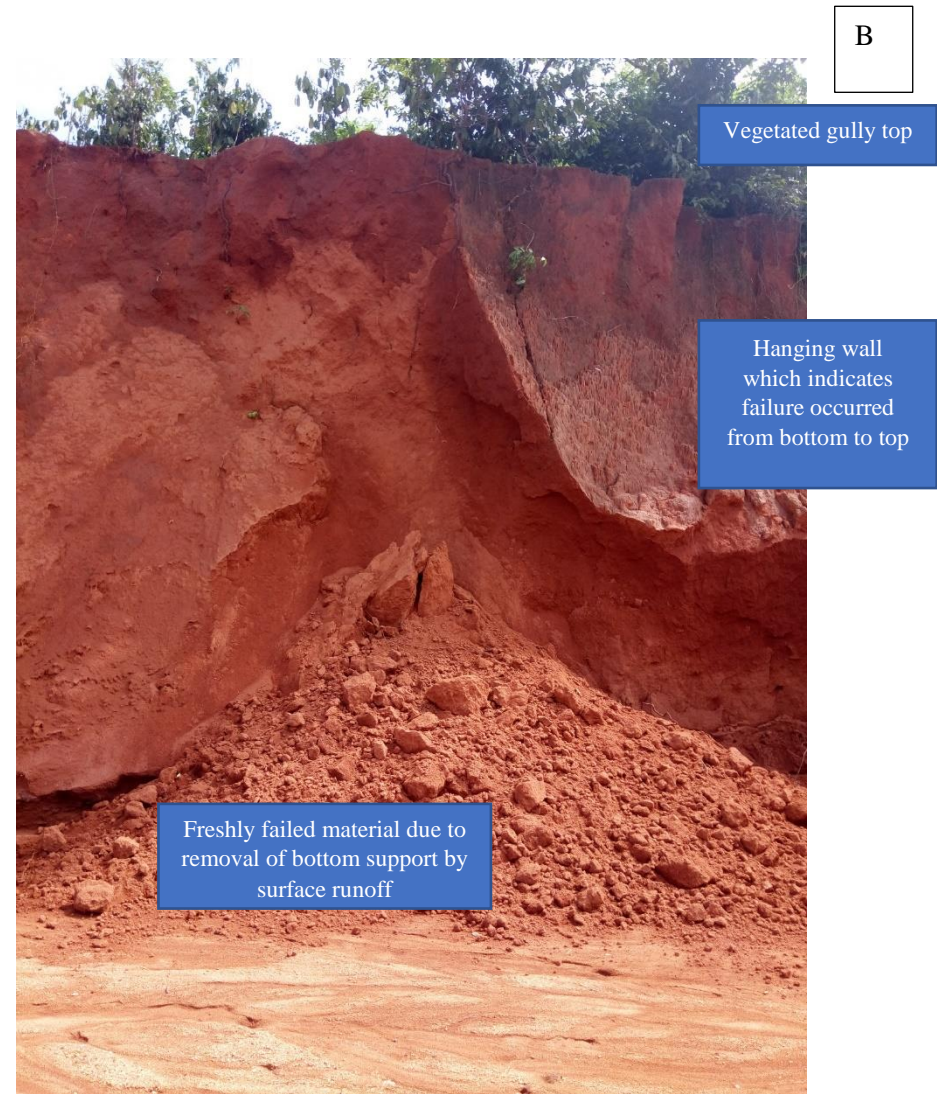 B
Vegetated gully top
Hanging wall
which indicates
failure occurred
from bottom to top
Freshly failed material due to
removal of bottom support by
surface runoff